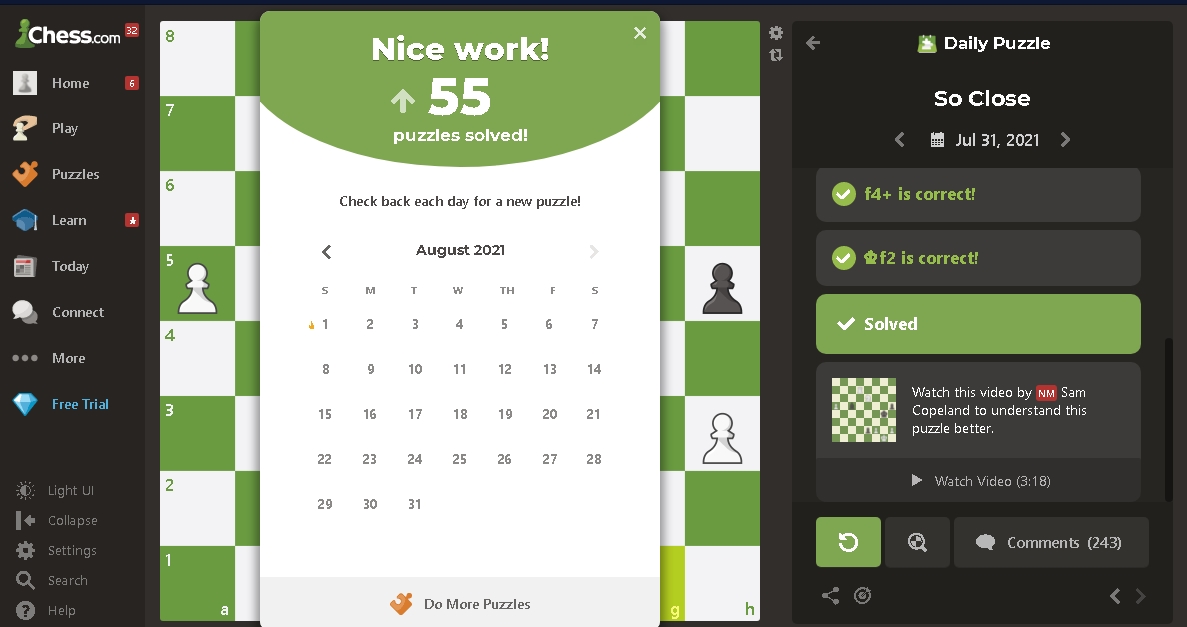 Chess.com 32
Home 6
Play
Puzzles
Learn
Today
Connect
More
Free Trial
Light UI
Collapse
Settings
Search
Help
8
7
6
5
4
3
2
1
a
g
h
Nice work!
55
puzzles solved!
Check back each day for a new puzzle!
August 2021
S M T W TH F S
1 2 3 4 5 6 7
8 9 10 11 12 13 14
15 16 17 18 19 20 21
22 23 24 25 26 27 28
29 30 31
Do More Puzzles
Daily Puzzle
So Close
Jul 31, 2021
f4+ is correct!
♚f2 is correct!
Solved
Watch this video by NM Sam
Copeland to understand this
puzzle better.
Watch Video (3:18)
Comments (243)